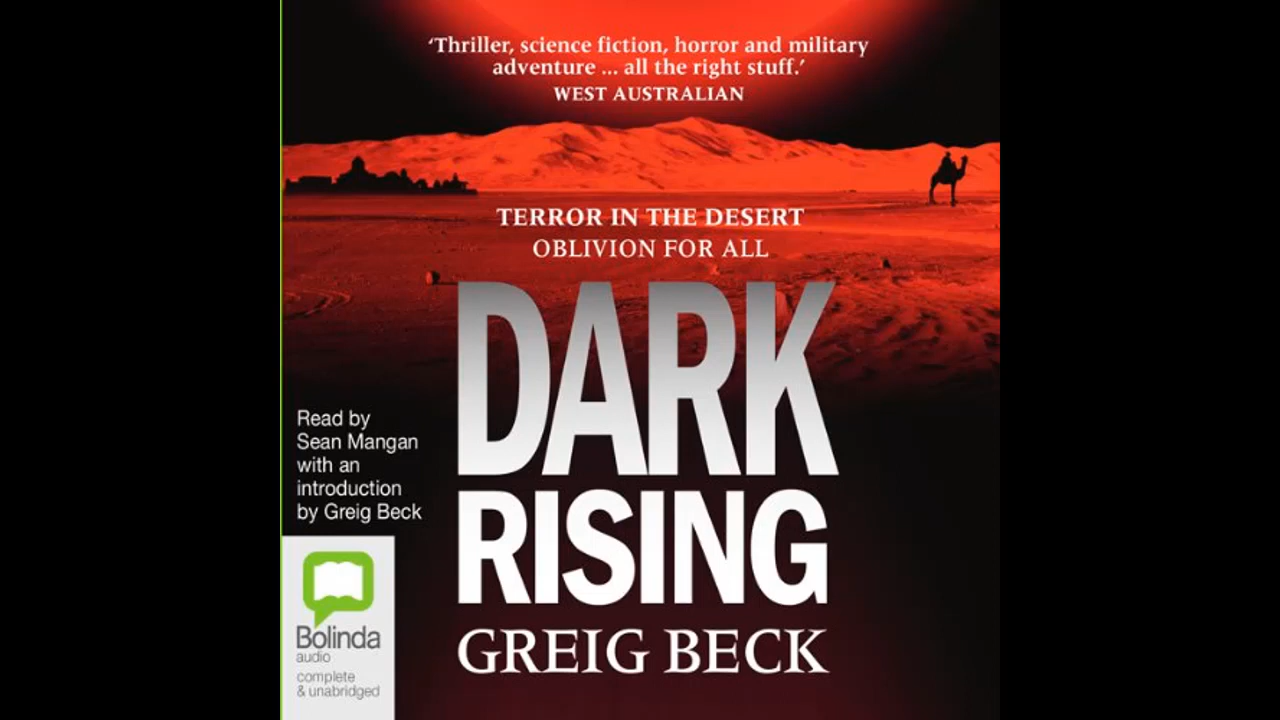 ‘Thriller, science fiction, horror and military
adventure ... all the right stuff.’
WEST AUSTRALIAN
TERROR IN THE DESERT
OBLIVION FOR ALL
DARK
RISING
GREIG BECK
Read by
Sean Mangan
with an
introduction
by Greig Beck
Bolinda
audio
complete
& unabridged